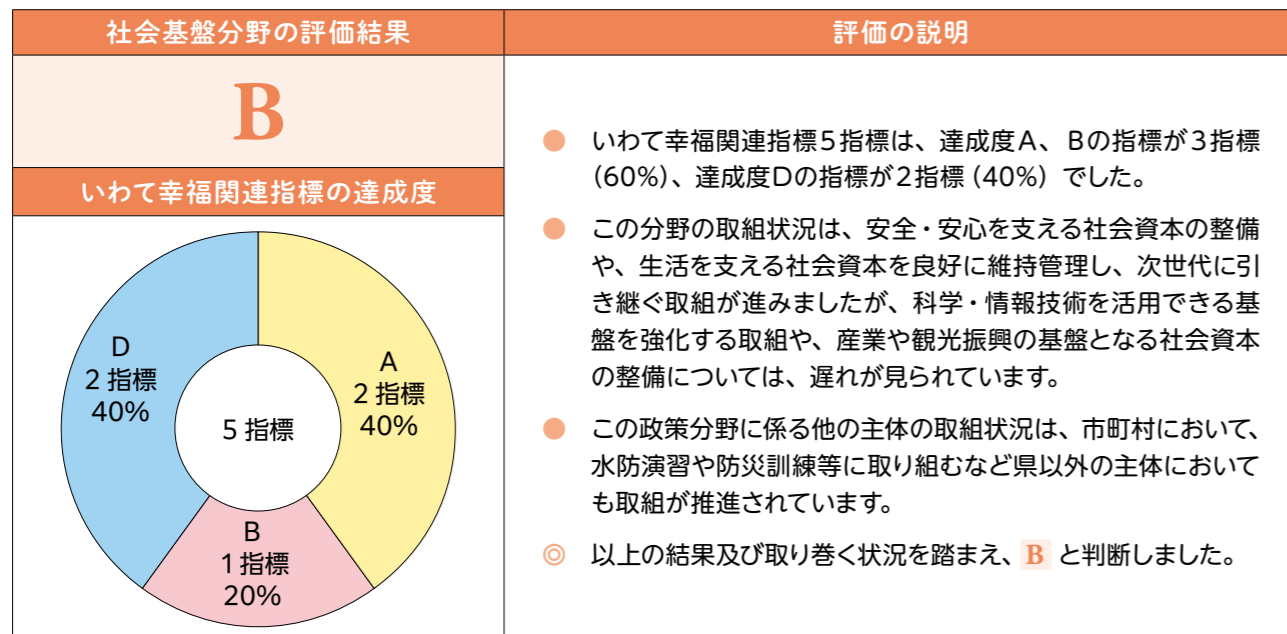 社会基盤分野の評価結果
B
いわて幸福関連指標の達成度
D
2指標
40%
A
2指標
40%
5指標
B
1指標
20%
評価の説明
● いわて幸福関連指標5指標は、達成度A、Bの指標が3指標
(60%)、達成度Dの指標が2指標(40%)でした。
● この分野の取組状況は、安全・安心を支える社会資本の整備
や、生活を支える社会資本を良好に維持管理し、次世代に引
き継ぐ取組が進みましたが、科学・情報技術を活用できる基
盤を強化する取組や、産業や観光振興の基盤となる社会資本
の整備については、遅れが見られています。
● この政策分野に係る他の主体の取組状況は、市町村において、
水防演習や防災訓練等に取り組むなど県以外の主体において
も取組が推進されています。
◎ 以上の結果及び取り巻く状況を踏まえ、B と判断しました。